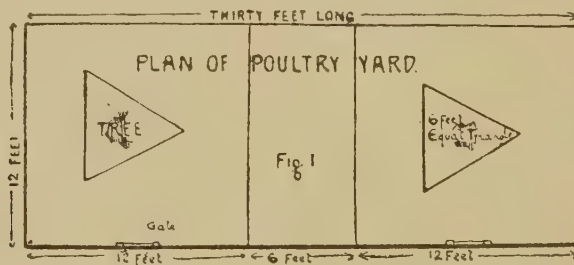 THIRTY FEET LONG
PLAN OF POULTRY YARD.
12 FEET
TREE
6 feet
Equal Triangle
Fig. 1
Gate
12 Feet
6 Feet
12 Feet